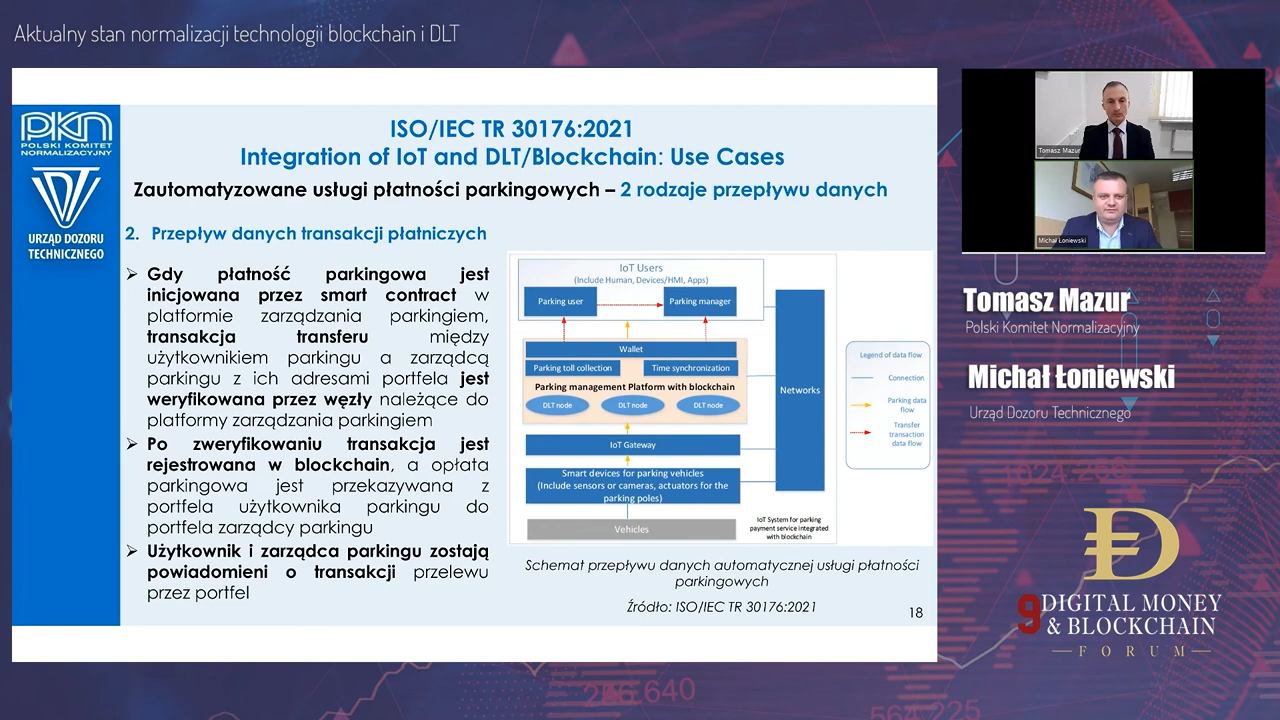 Aktualny stan normalizacji technologii blockchain i DLT
PKN
POLSKI KOMITET
NORMALIZACYJNY
URZĄD DOZORU
TECHNICZNEGO
ISO/IEC TR 30176:2021
Integration of IoT and DLT/Blockchain: Use Cases
Zautomatyzowane usługi płatności parkingowych – 2 rodzaje przepływu danych
2. Przepływ danych transakcji płatniczych
➢ Gdy płatność parkingowa jest
inicjowana przez smart contract w
platformie zarządzania parkingiem,
transakcja transferu między
użytkownikiem parkingu a zarządcą
parkingu z ich adresami portfela jest
weryfikowana przez węzły należące do
platformy zarządzania parkingiem
➢ Po zweryfikowaniu transakcja jest
rejestrowana w blockchain, a opłata
parkingowa jest przekazywana z
portfela użytkownika parkingu do
portfela zarządcy parkingu
➢ Użytkownik i zarządca parkingu zostają
powiadomieni o transakcji przelewu
przez portfel
IoT Users
(Include Human, Devices/HMI, Apps)
Parking user
Parking manager
Wallet
Parking toll collection
Time synchronization
Parking management Platform with blockchain
DLT node
DLT node
DLT node
IoT Gateway
Smart devices for parking vehicles
(Include sensors or cameras, actuators for the
parking poles)
Vehicles
Networks
IoT System for parking
payment service integrated
with blockchain
Legend of data flow
Connection
Parking data
flow
Transfer
transaction
data flow
Schemat przepływu danych automatycznej usługi płatności
parkingowych
Źródło: ISO/IEC TR 30176:2021
18
Tomasz Mazur
Michał Łoniewski
Tomasz Mazur
Polski Komitet Normalizacyjny
Michał Łoniewski
Urząd Dozoru Technicznego
1024.256
9 DIGITAL MONEY
& BLOCKCHAIN
FORUM
256.640
564.225